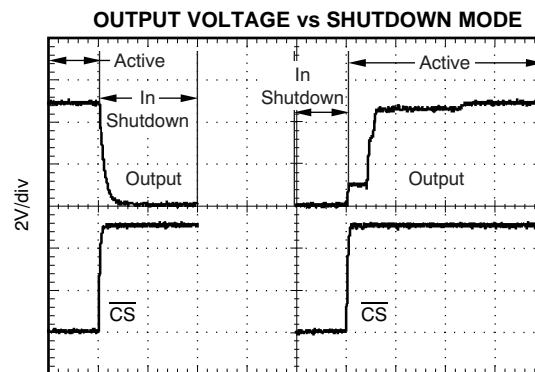 OUTPUT VOLTAGE vs SHUTDOWN MODE
Active
In
Shutdown
In
Shutdown
Active
Output
Output
2V/div
CS
CS